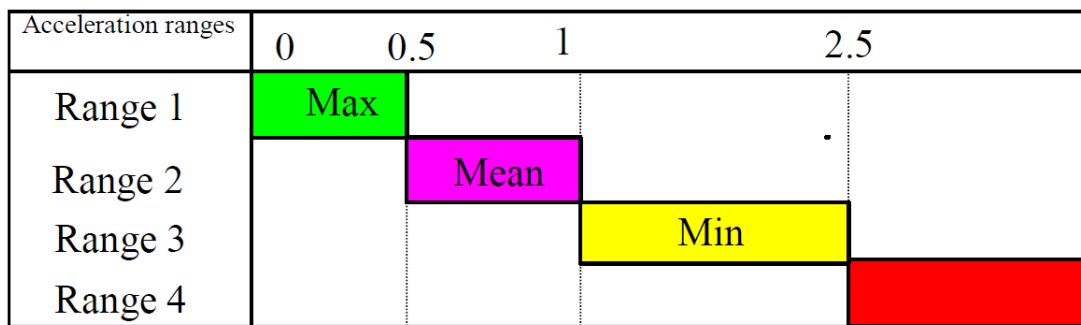 Acceleration ranges 0 0.5 1 2.5
Range 1 Max
Range 2 Mean
Range 3 Min
Range 4